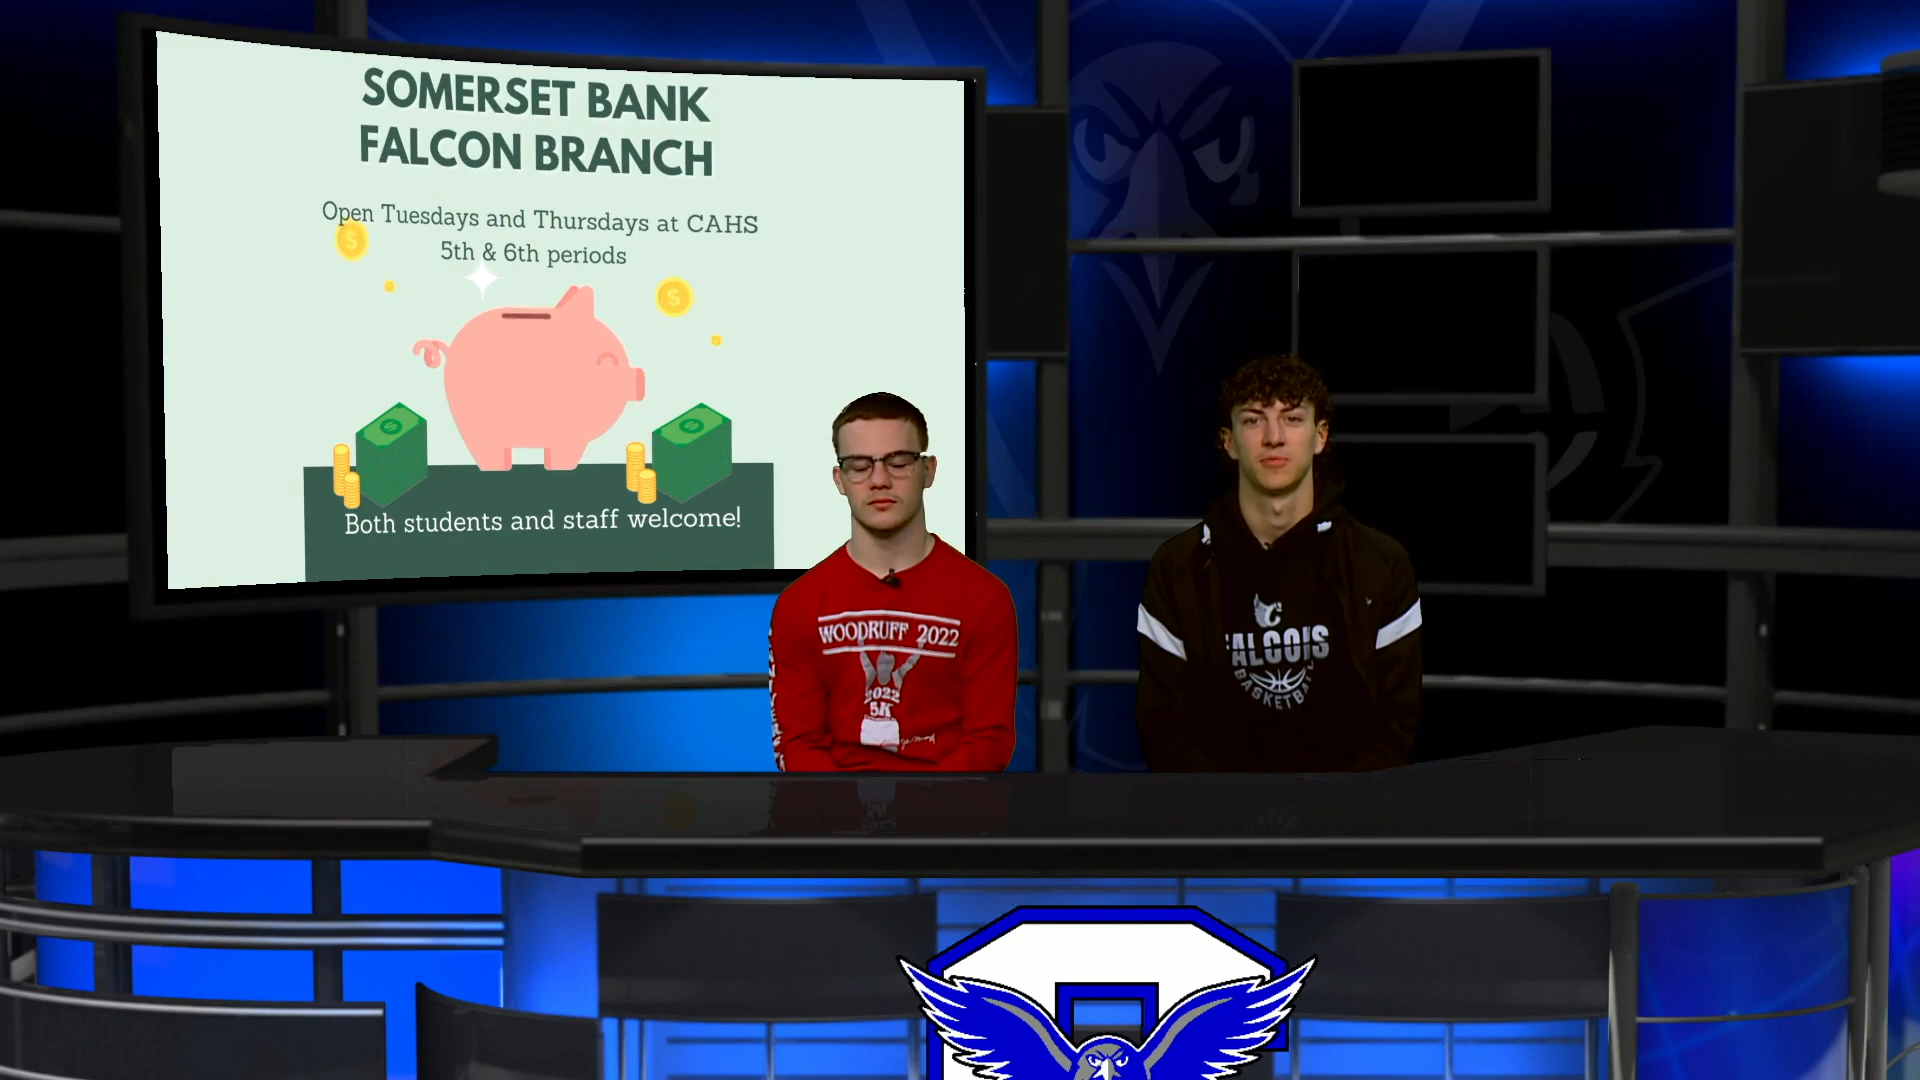 SOMERSET BANK
FALCON BRANCH
Open Tuesdays and Thursdays at CAHS
5th & 6th periods
Both students and staff welcome!
WOODRUFF 2022
2022
5K
FALCONS
BASKETBALL